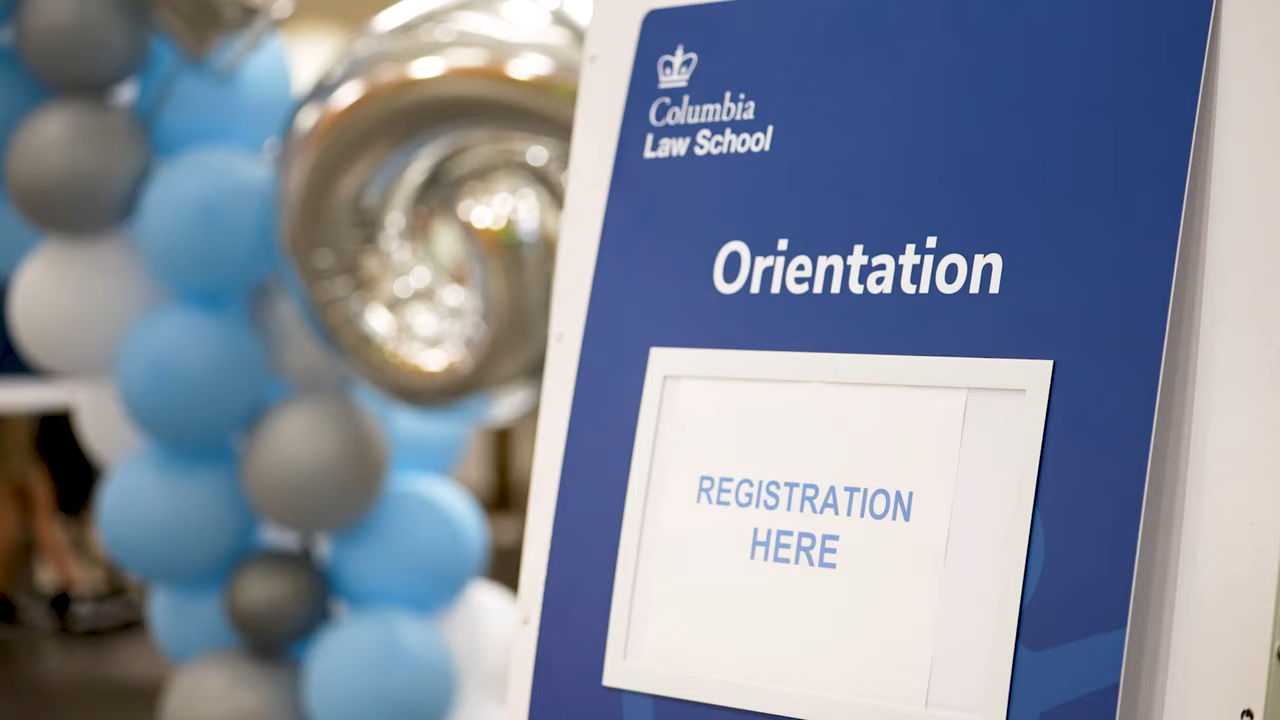 Columbia
Law School
Orientation
REGISTRATION
HERE